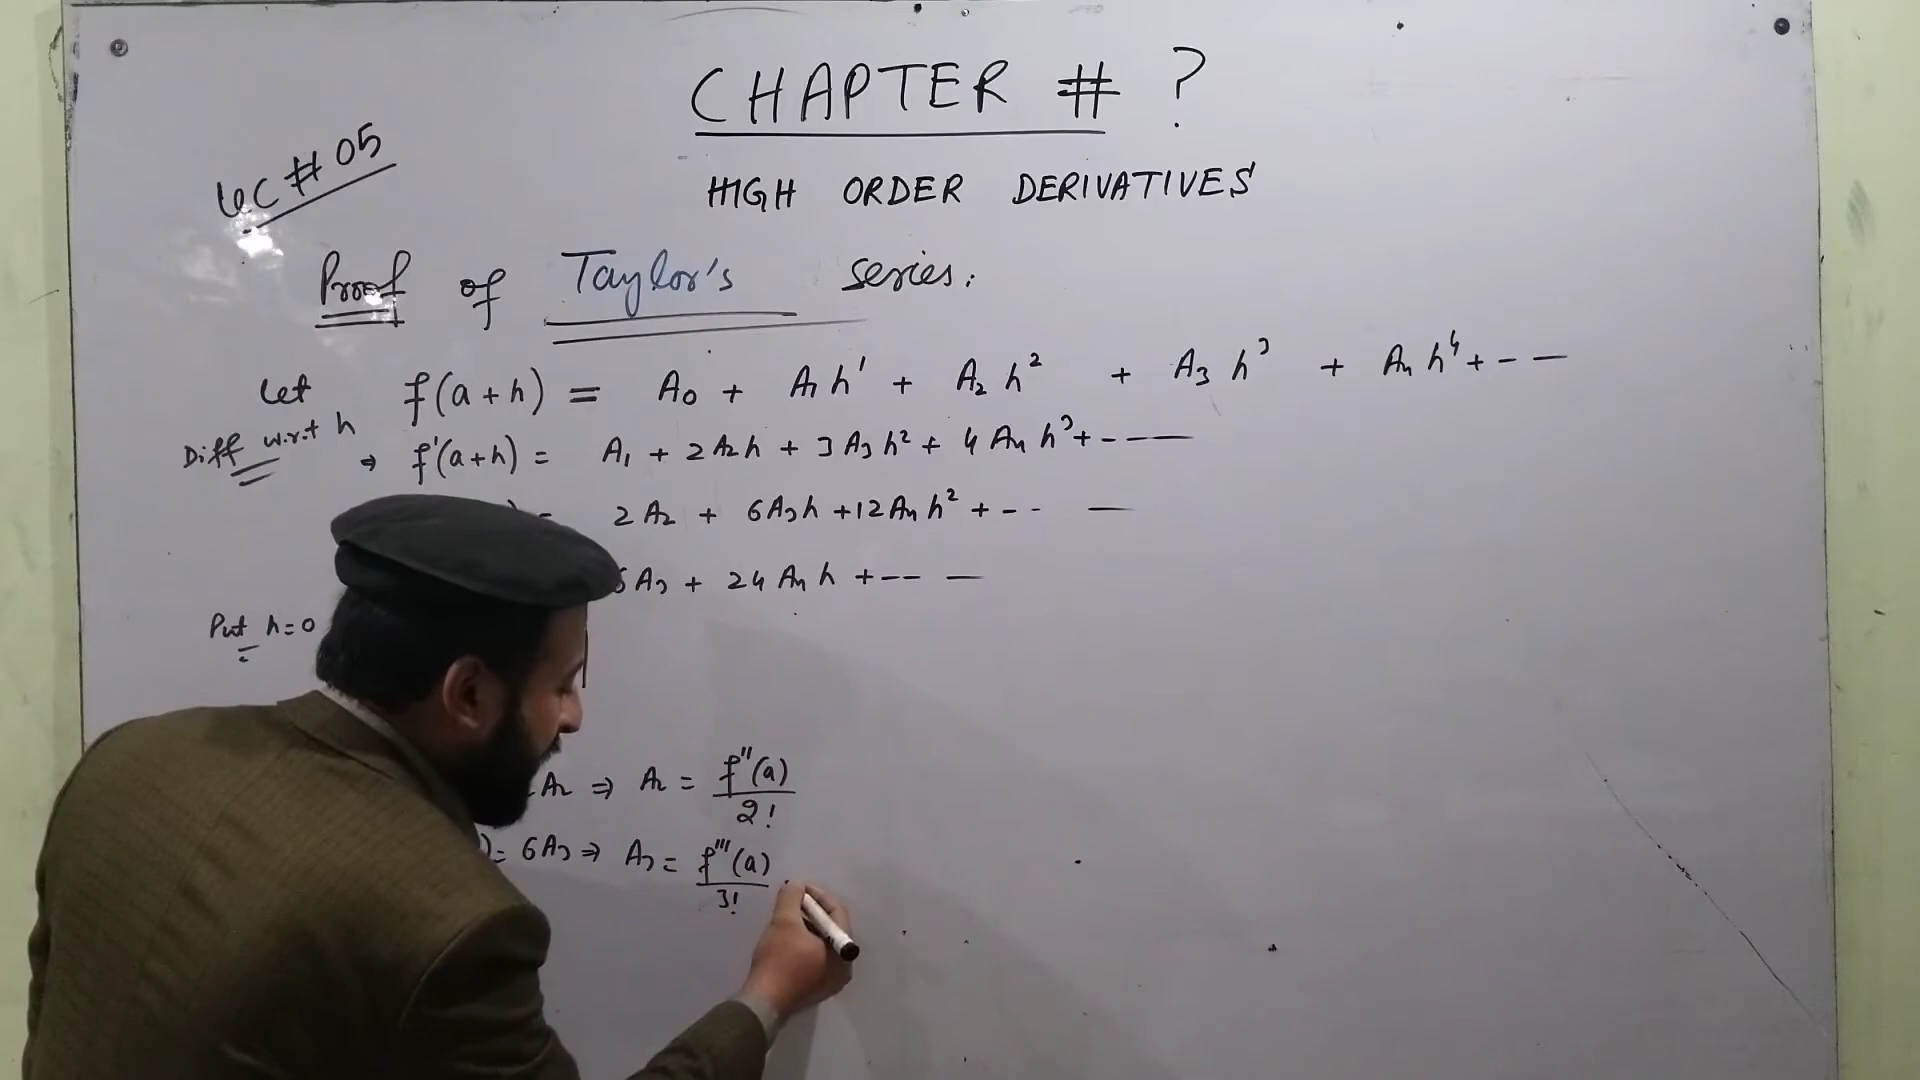 CHAPTER # ?
Lec # 05
HIGH ORDER DERIVATIVES
Proof of Taylor's series:
Let f(a+h) = A₀ + A₁h¹ + A₂h² + A₃h³ + A₄h⁴ + - —
Diff w.r.t h ⇒ f'(a+h) = A₁ + 2A₂h + 3A₃h² + 4A₄h³ + - —
) = 2A₂ + 6A₃h + 12A₄h² + - - —
6A₃ + 24A₄h + - - —
Put h=0
A₂ ⇒ A₂ = f''(a)/2!
) = 6A₃ ⇒ A₃ = f'''(a)/3!